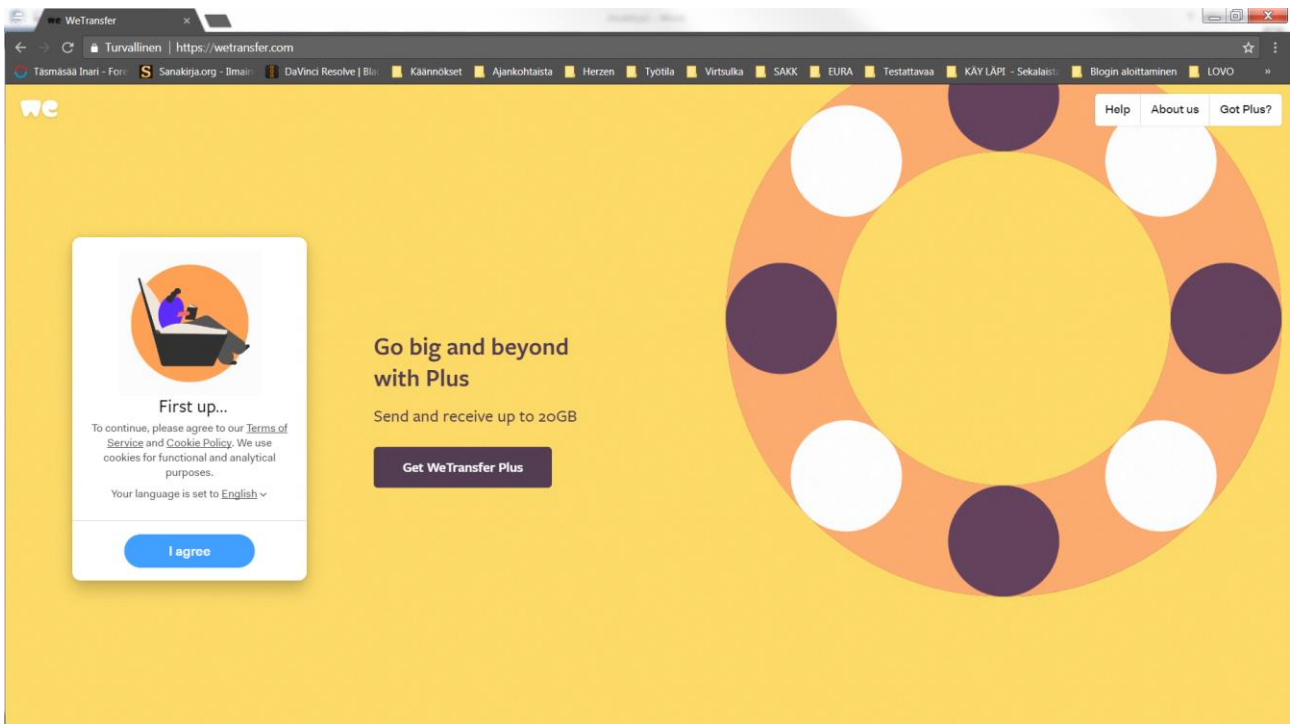 we WeTransfer
Turvallinen | https://wetransfer.com
Täsmäsää Inari - Fore
Sanakirja.org - Ilmain
DaVinci Resolve | Bla
Käännökset
Ajankohtaista
Herzen
Työtila
Virtsulka
SAKK
EURA
Testattavaa
KÄY LÄPI - Sekalaist
Blogin aloittaminen
LOVO
»
we
Help
About us
Got Plus?
First up...
To continue, please agree to our Terms of
Service and Cookie Policy. We use
cookies for functional and analytical
purposes.
Your language is set to English
I agree
Go big and beyond
with Plus
Send and receive up to 20GB
Get WeTransfer Plus